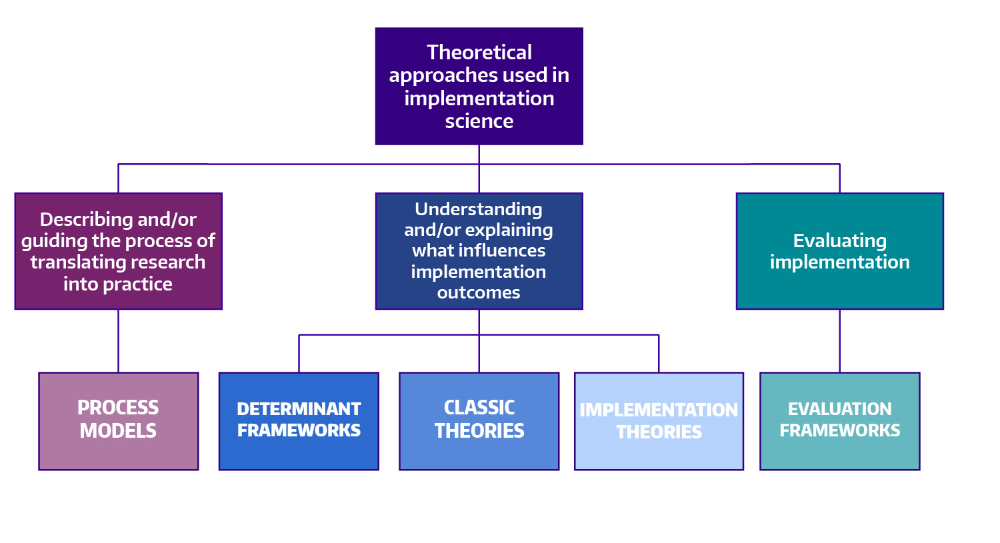 Theoretical
approaches used in
implementation
science
Describing and/or
guiding the process of
translating research
into practice
Understanding
and/or explaining
what influences
implementation
outcomes
Evaluating
implementation
PROCESS
MODELS
DETERMINANT
FRAMEWORKS
CLASSIC
THEORIES
IMPLEMENTATION
THEORIES
EVALUATION
FRAMEWORKS